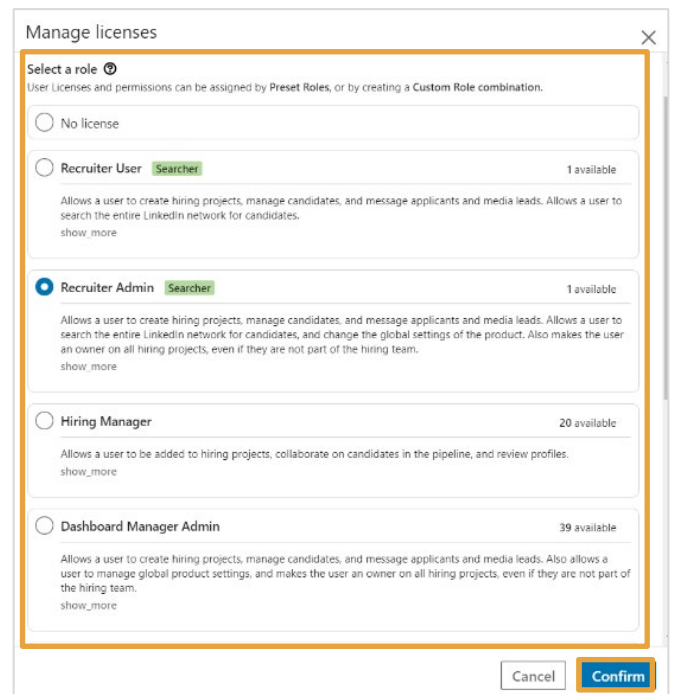 Manage licenses
Select a role ?
User Licenses and permissions can be assigned by Preset Roles, or by creating a Custom Role combination.
No license
Recruiter User Searcher 1 available
Allows a user to create hiring projects, manage candidates, and message applicants and media leads. Allows a user to
search the entire LinkedIn network for candidates.
show_more
Recruiter Admin Searcher 1 available
Allows a user to create hiring projects, manage candidates, and message applicants and media leads. Allows a user to
search the entire LinkedIn network for candidates, and change the global settings of the product. Also makes the user
an owner on all hiring projects, even if they are not part of the hiring team.
show_more
Hiring Manager 20 available
Allows a user to be added to hiring projects, collaborate on candidates in the pipeline, and review profiles.
show_more
Dashboard Manager Admin 39 available
Allows a user to create hiring projects, manage candidates, and message applicants and media leads. Also allows a
user to manage global product settings, and makes the user an owner on all hiring projects, even if they are not part of
the hiring team.
show_more
Cancel Confirm